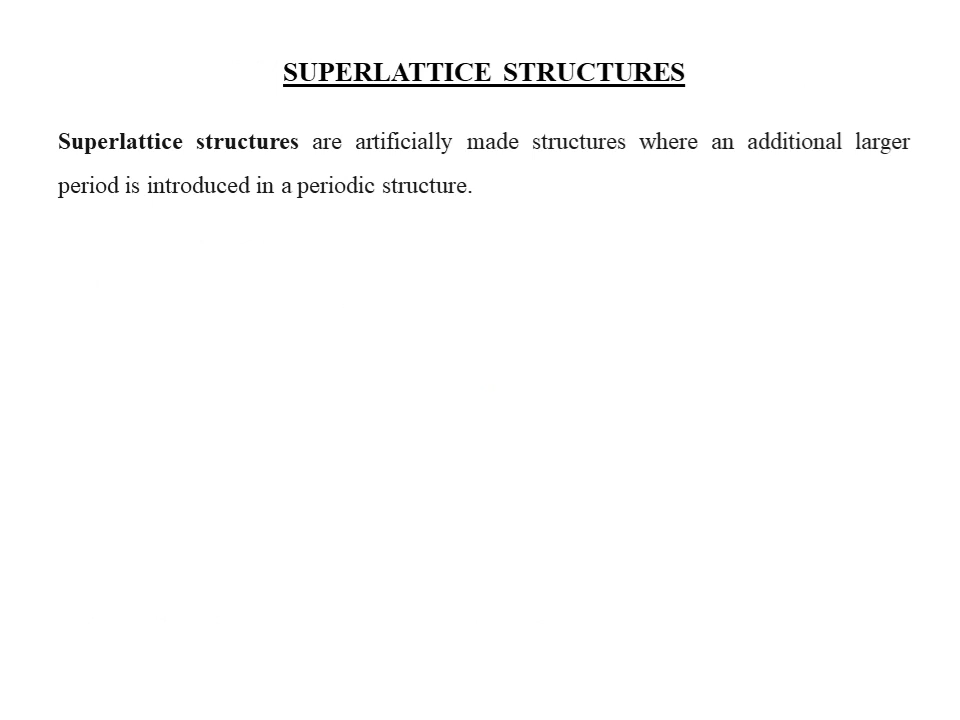 SUPERLATTICE STRUCTURES
Superlattice structures are artificially made structures where an additional larger
period is introduced in a periodic structure.